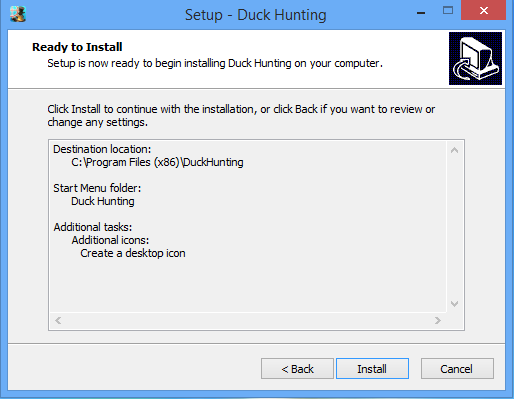 Setup - Duck Hunting
Ready to Install
Setup is now ready to begin installing Duck Hunting on your computer.
Click Install to continue with the installation, or click Back if you want to review or
change any settings.
Destination location:
C:\Program Files (x86)\DuckHunting
Start Menu folder:
Duck Hunting
Additional tasks:
Additional icons:
Create a desktop icon
< Back
Install
Cancel